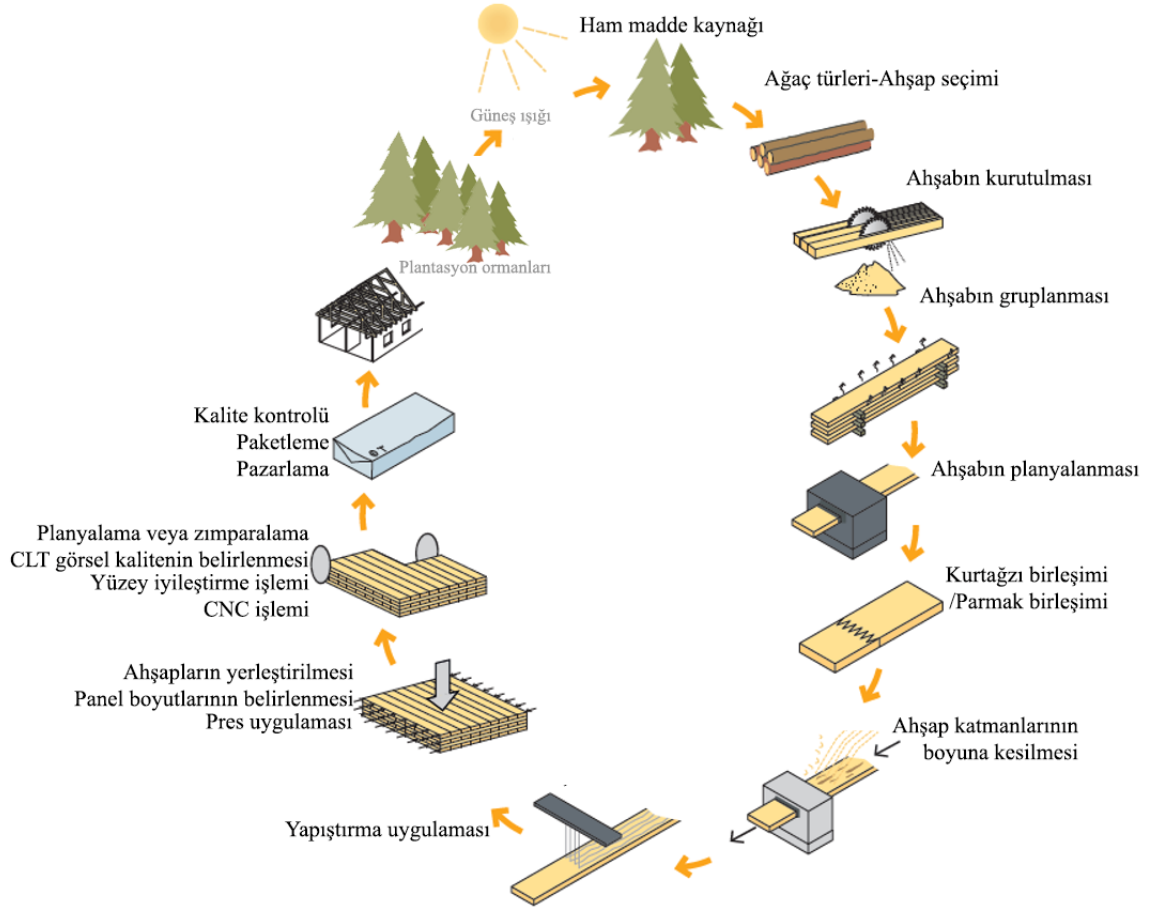 Ham madde kaynağı
Güneş ışığı
Ağaç türleri-Ahşap seçimi
Ahşabın kurutulması
Plantasyon ormanları
Ahşabın gruplanması
Ahşabın planyalanması
Kurtağzı birleşimi
/Parmak birleşimi
Ahşap katmanlarının
boyuna kesilmesi
Yapıştırma uygulaması
Ahşapların yerleştirilmesi
Panel boyutlarının belirlenmesi
Pres uygulaması
Planyalama veya zımparalama
CLT görsel kalitenin belirlenmesi
Yüzey iyileştirme işlemi
CNC işlemi
Kalite kontrolü
Paketleme
Pazarlama